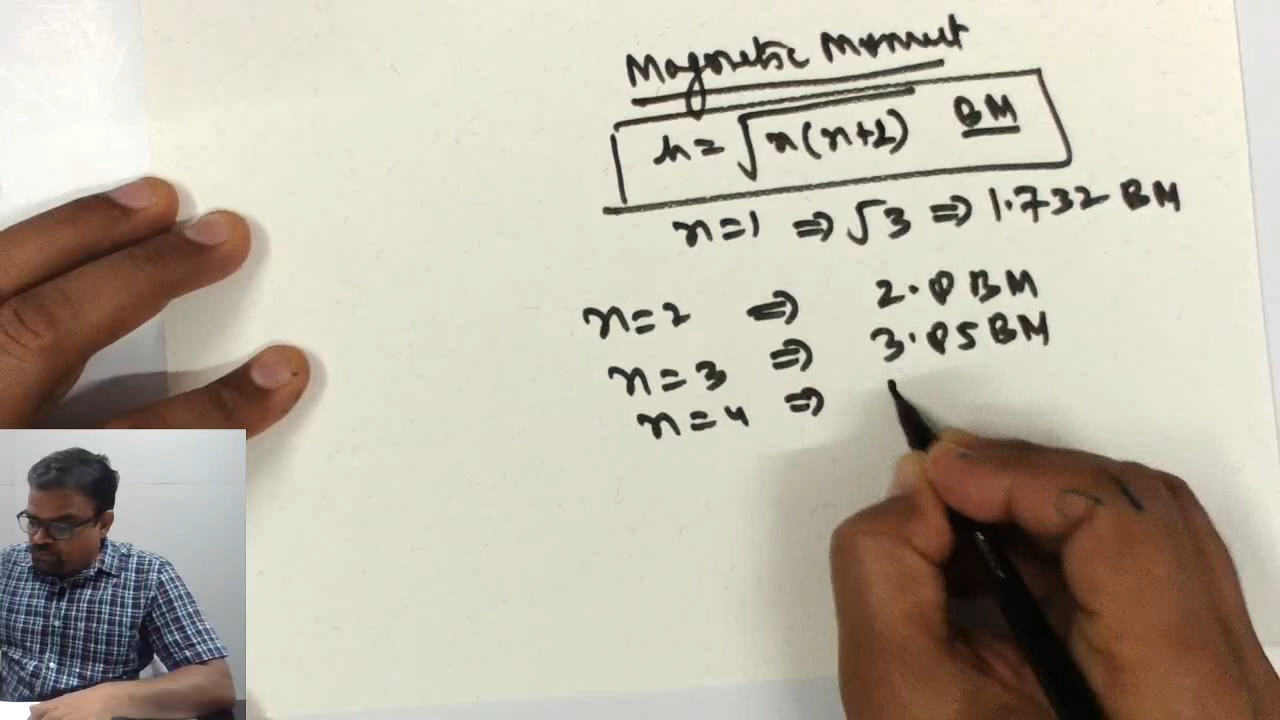 Magnetic Moment
μ = √n(n+2) BM
n=1 ⇒ √3 ⇒ 1.732 BM
n=2 ⇒ 2.8 BM
n=3 ⇒ 3.85 BM
n=4 ⇒